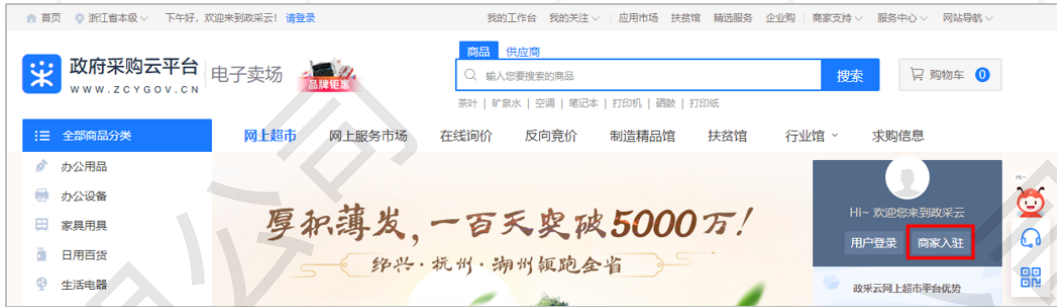 首页 浙江省本级 下午好，欢迎来到政采云！ 请登录 我的工作台 我的关注 应用市场 扶贫馆 精选服务 企业购 商家支持 服务中心 网站导航
商品 供应商
政府采购云平台 电子卖场 品牌钜惠 输入您要搜索的商品 搜索 购物车 0
WWW.ZCYGOV.CN
茶叶 | 矿泉水 | 空调 | 笔记本 | 打印机 | 硒鼓 | 打印纸
全部商品分类 网上超市 网上服务市场 在线询价 反向竞价 制造精品馆 扶贫馆 行业馆 求购信息
办公用品
办公设备
家具用具
日用百货
生活电器
厚积薄发，一百天突破5000万！
绍兴·杭州·湖州领跑全省
Hi~
Hi~ 欢迎您来到政采云
用户登录 商家入驻
政采云网上超市平台优势